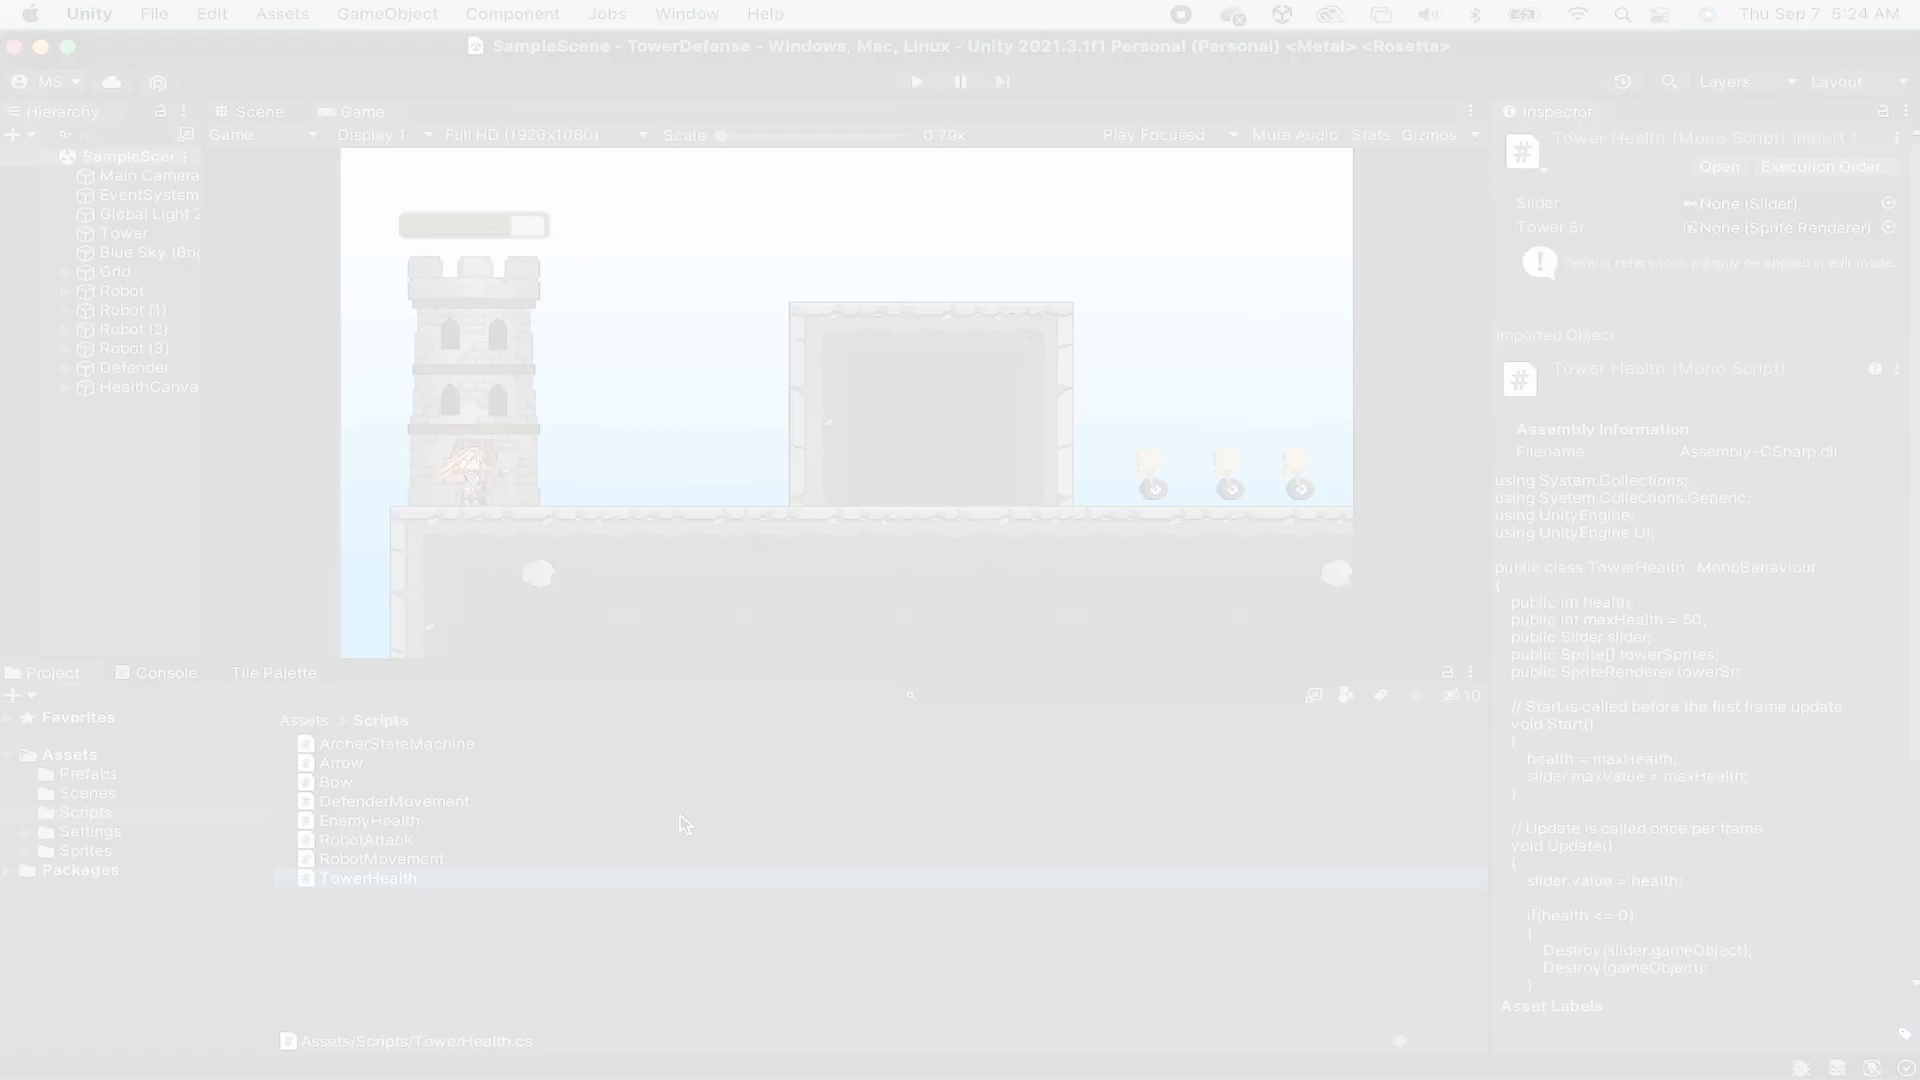 Unity File Edit Assets GameObject Component Jobs Window Help Thu Sep 7 5:24 AM
SampleScene - TowerDefense - Windows, Mac, Linux - Unity 2021.3.1f1 Personal (Personal) <Metal> <Rosetta>
MS Layers Layout
Hierarchy Scene Game Inspector
Game Display 1 Full HD (1920x1080) Scale 0.79x Play Focused Mute Audio Stats Gizmos
Tower Health (Mono Script) Import
Open Execution Order...
SampleScer
Main Camera
EventSystem
Global Light 2
Tower
Blue Sky (Brig
Grid
Robot
Robot (1)
Robot (2)
Robot (3)
Defender
HealthCanva
Slider None (Slider)
Tower Sr None (Sprite Renderer)
Default references will only be applied in edit mode.
Imported Object
Tower Health (Mono Script)
Assembly Information
Filename Assembly-CSharp.dll
using System.Collections;
using System.Collections.Generic;
using UnityEngine;
using UnityEngine.UI;
public class TowerHealth : MonoBehaviour
{
public int health;
public int maxHealth = 50;
public Slider slider;
public Sprite[] towerSprites;
public SpriteRenderer towerSr;
// Start is called before the first frame update
void Start()
{
health = maxHealth;
slider.maxValue = maxHealth;
}
// Update is called once per frame
void Update()
{
slider.value = health;
if(health <= 0)
{
Destroy(slider.gameObject);
Destroy(gameObject);
}
Asset Labels
Project Console Tile Palette
10
Favorites
Assets
Prefabs
Scenes
Scripts
Settings
Sprites
Packages
Assets > Scripts
ArcherStateMachine
Arrow
Bow
DefenderMovement
EnemyHealth
RobotAttack
RobotMovement
TowerHealth
Assets/Scripts/TowerHealth.cs